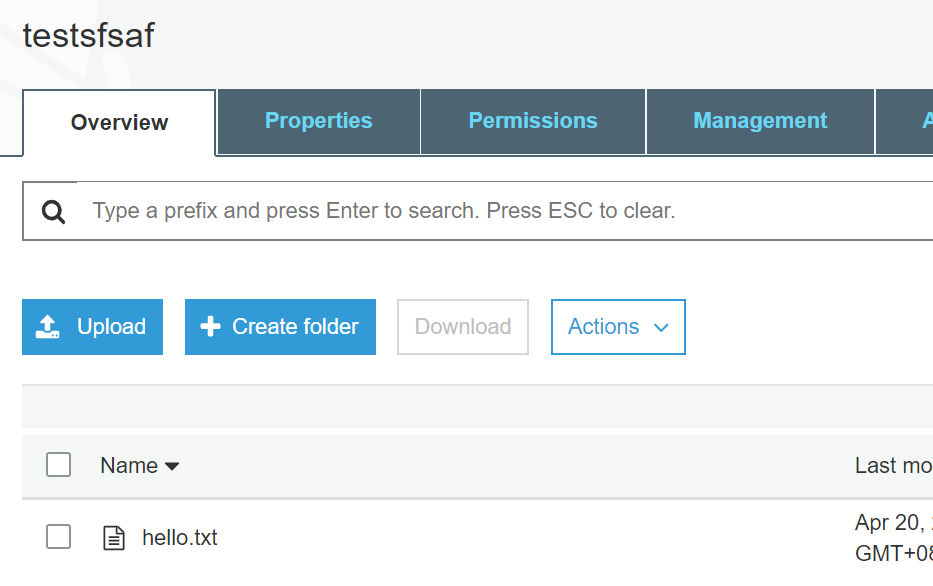 testsfsaf
Overview Properties Permissions Management A
Type a prefix and press Enter to search. Press ESC to clear.
Upload Create folder Download Actions
Name Last mo
hello.txt Apr 20,
GMT+08